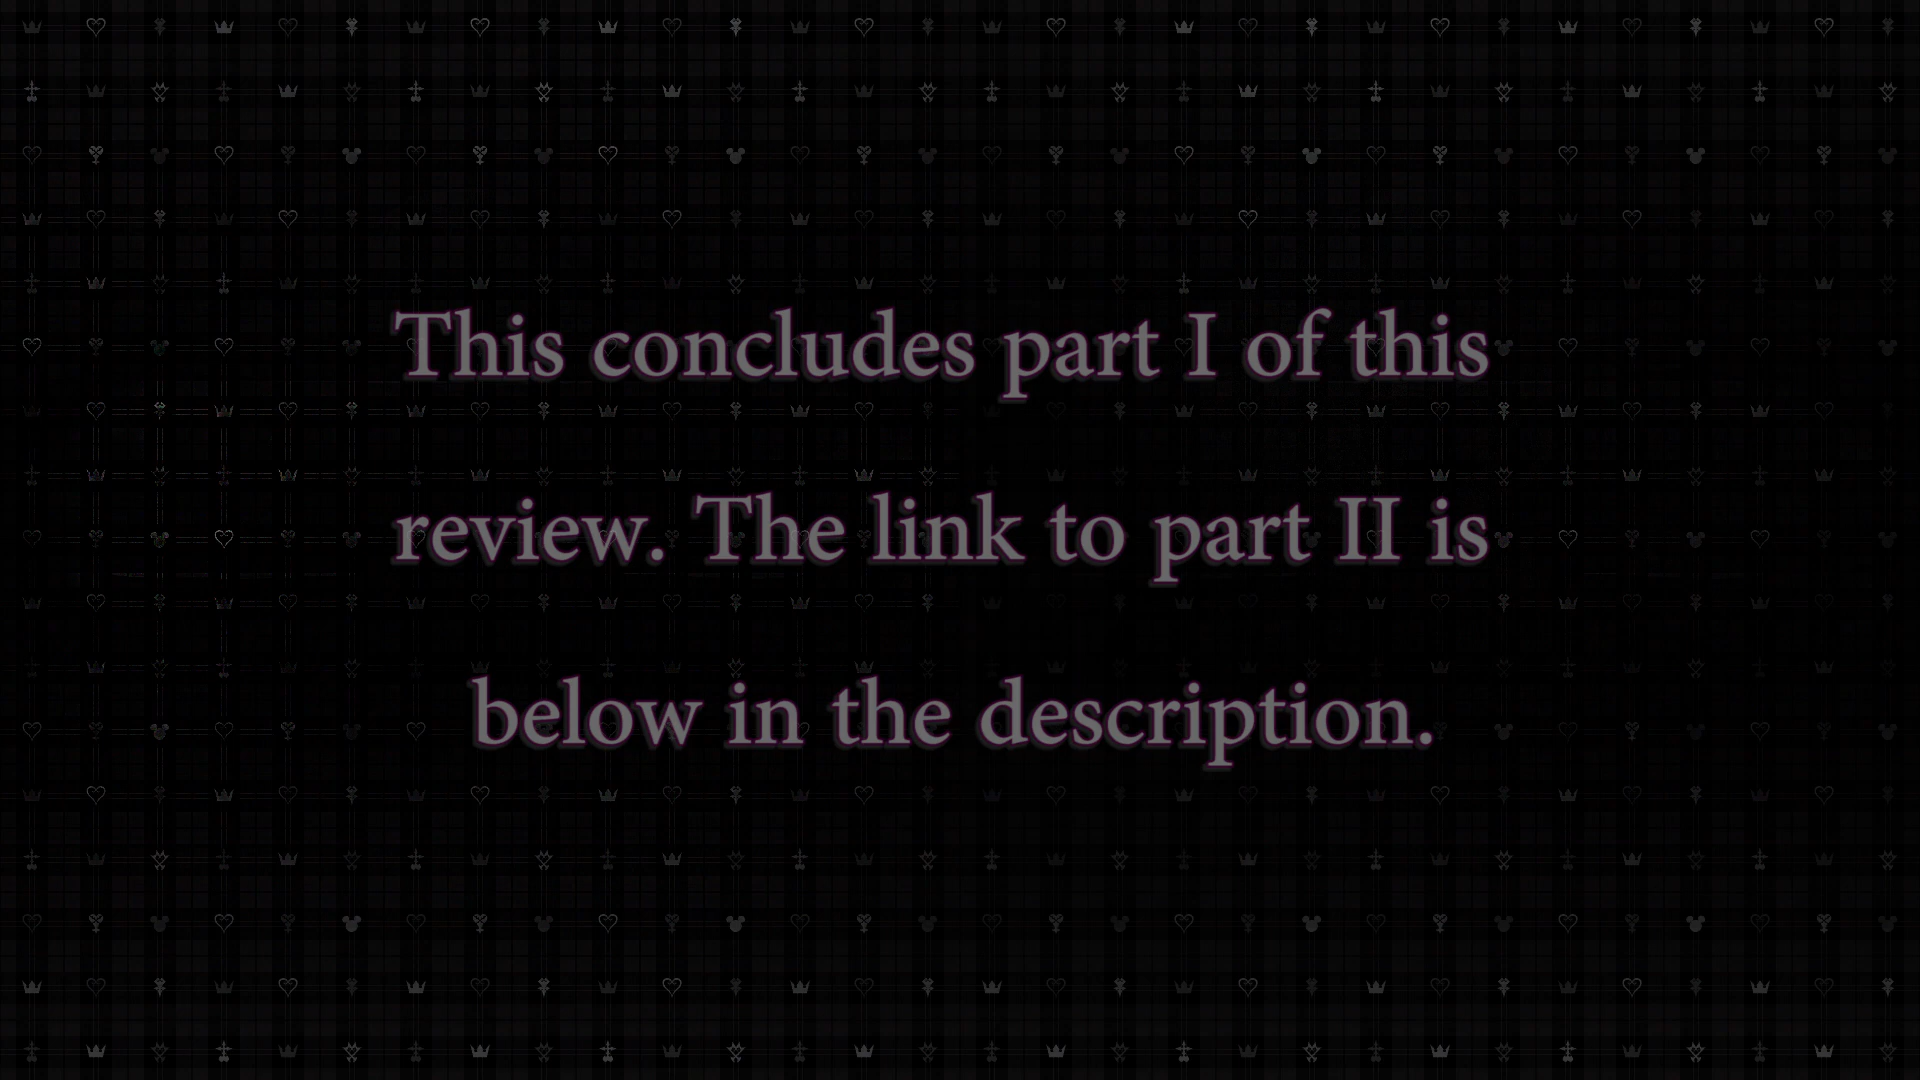 This concludes part I of this
review. The link to part II is
below in the description.